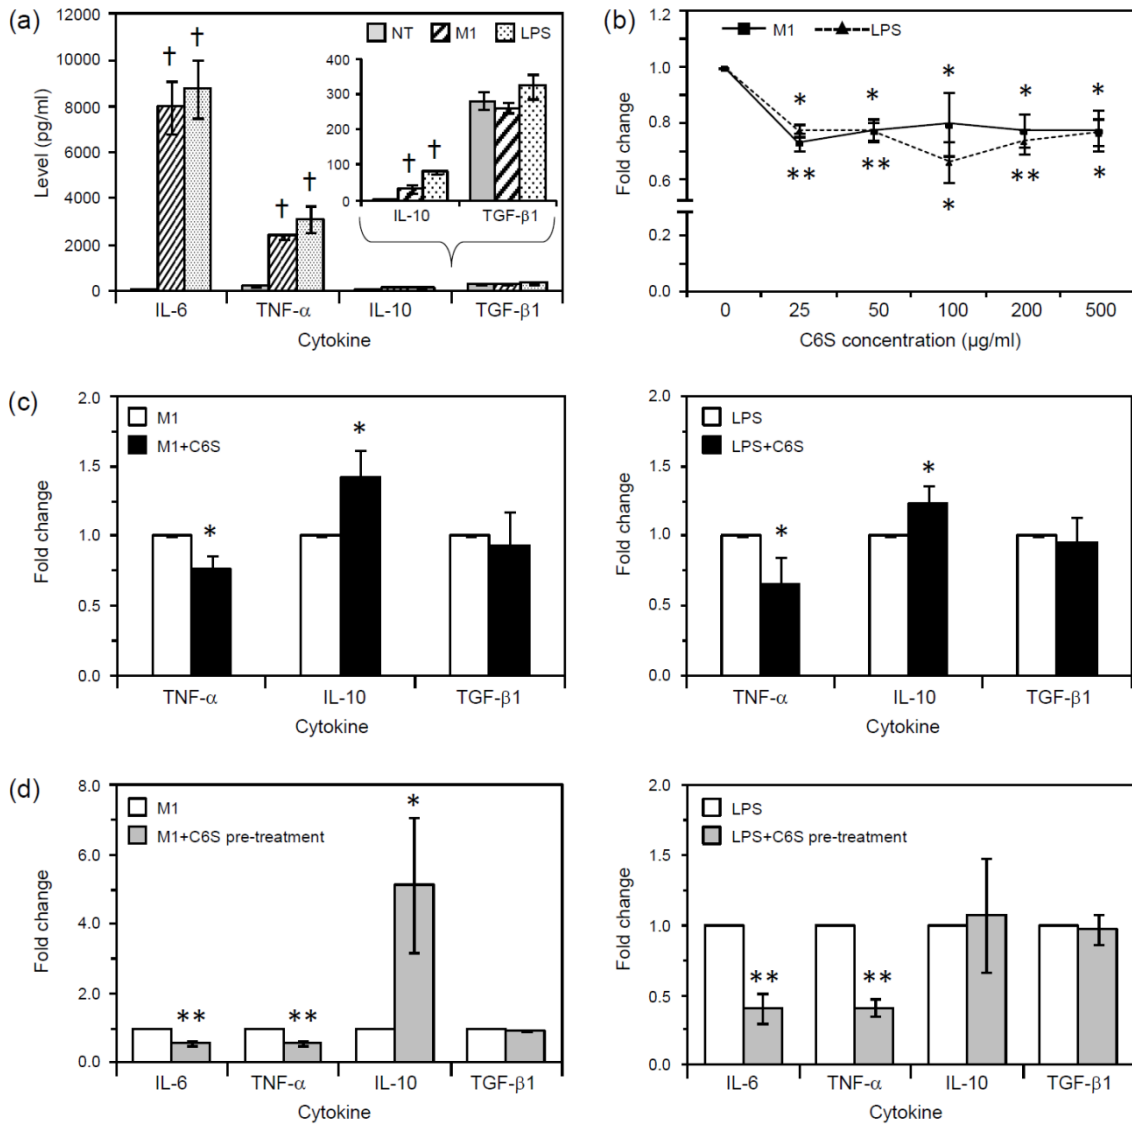 (a)
12000
10000
8000
6000
4000
2000
0
Level (pg/ml)
† † † †
NT M1 LPS
400
300
200
100
0
† †
IL-10 TGF-β1
IL-6 TNF-α IL-10 TGF-β1
Cytokine
(b)
1.2
1.0
0.8
0.6
0.2
0.0
Fold change
M1 LPS
* * * * *
** ** * ** *
0 25 50 100 200 500
C6S concentration (µg/ml)
(c)
2.0
1.5
1.0
0.5
0.0
Fold change
M1
M1+C6S
* *
TNF-α IL-10 TGF-β1
Cytokine
2.0
1.5
1.0
0.5
0.0
Fold change
LPS
LPS+C6S
* *
TNF-α IL-10 TGF-β1
Cytokine
(d)
8.0
6.0
4.0
2.0
0.0
Fold change
M1
M1+C6S pre-treatment
** ** *
IL-6 TNF-α IL-10 TGF-β1
Cytokine
2.0
1.5
1.0
0.5
0.0
Fold change
LPS
LPS+C6S pre-treatment
** **
IL-6 TNF-α IL-10 TGF-β1
Cytokine